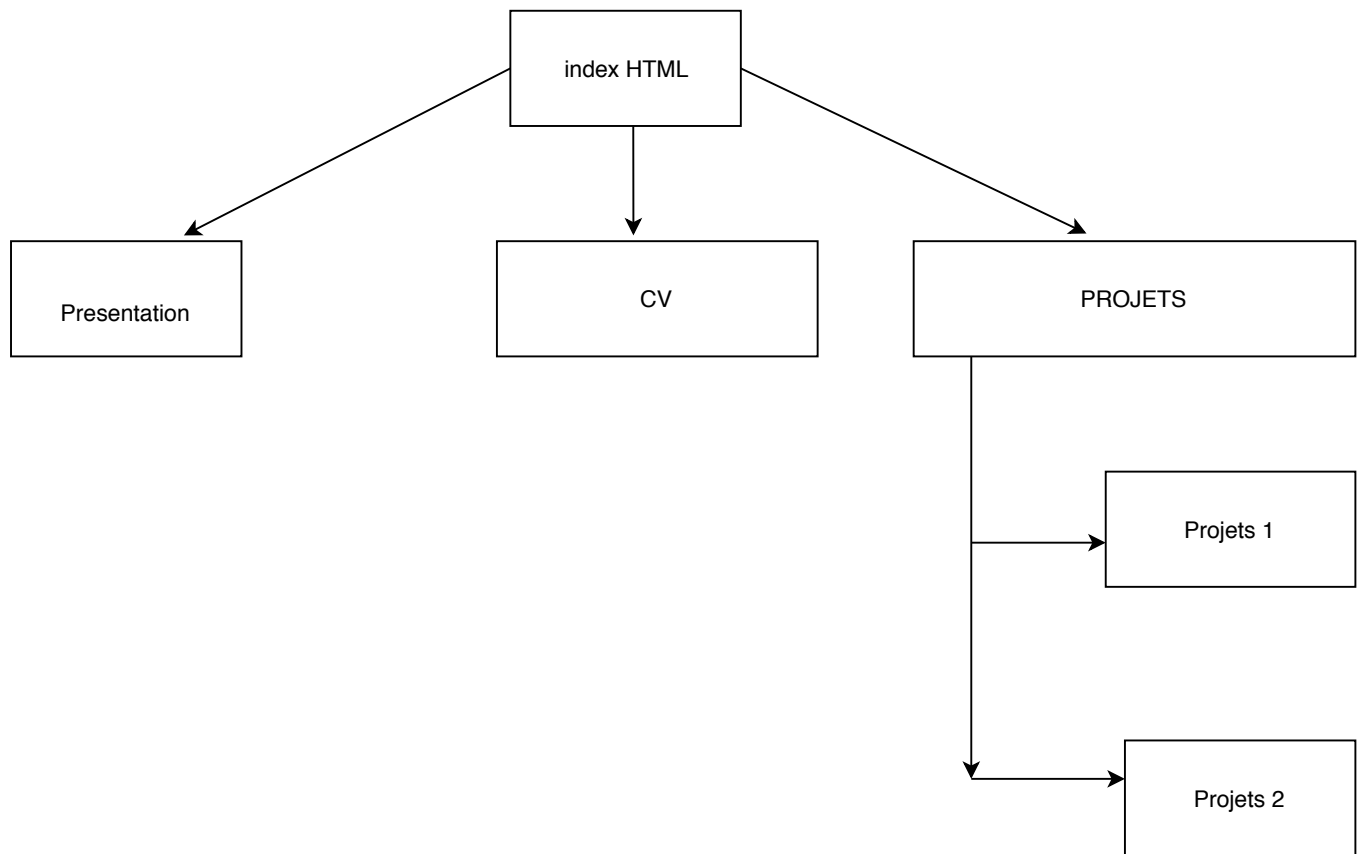 index HTML
Presentation
CV
PROJETS
Projets 1
Projets 2